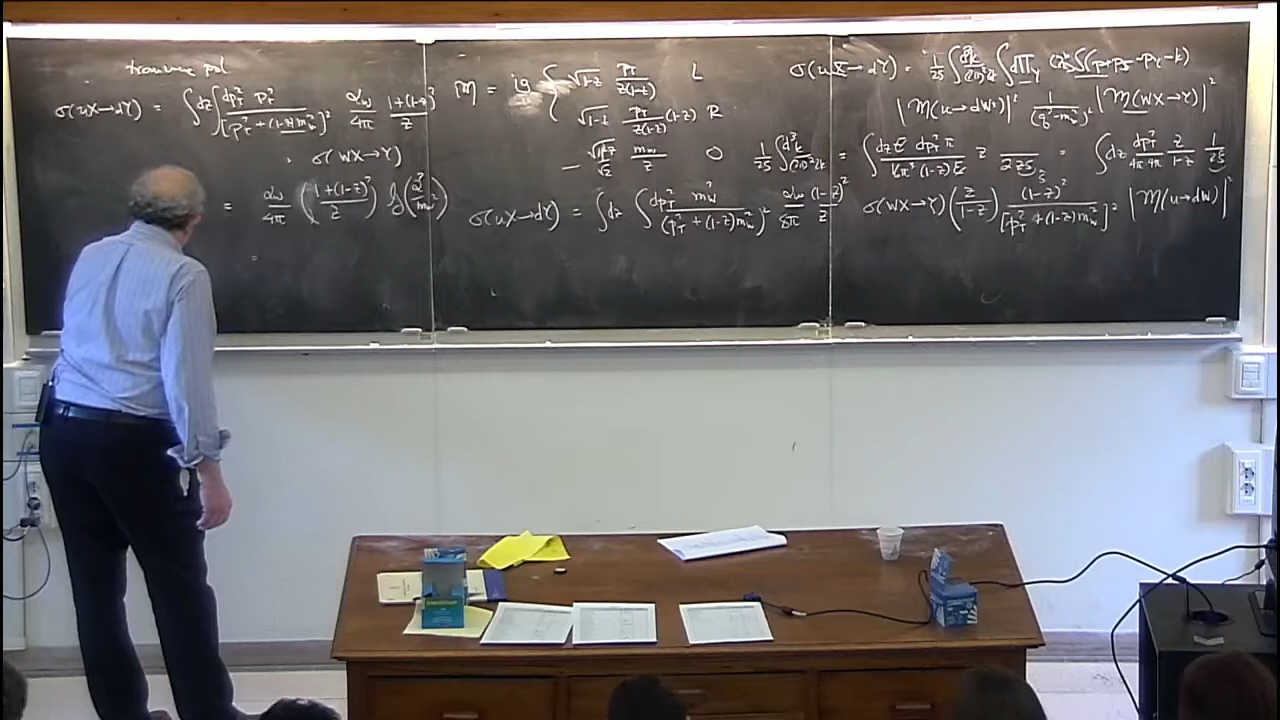 transverse pol
σ(uX→dY) = ∫dz ∫ dp_T² p_T² / [p_T² + (1-z)m_w²]² α_w/4π 1+(1-z)²/z
· σ(WX→Y)
= α_w/4π (1+(1-z)²/z) log(Q²/m_w²)
M = ig { √1-z p_T/z(1-z) L
√1-z p_T/z(1-z) (1-z) R
− √1-z/√2 m_w/z O
σ(uX→dY) = ∫dz ∫ dp_T² m_w² / (p_T² + (1-z)m_w²)² α_w/8π (1-z)²/z
σ(uX→dY) = 1/2s ∫ d³k/(2π)³2k ∫ dΠ_Y (2π)⁴ δ(p+p-p_Y-k)
|M(u→dW)|² 1/(q²-m_w²)² |M(WX→Y)|²
1/2s ∫ d³k/(2π)³2k = ∫ dz E dp_T² π / 16π³(1-z)E z 2zs = ∫dz dp_T²/4π·4π z/1-z 1/2ŝ
σ(WX→Y) (z/1-z) (1-z)² / [p_T² + (1-z)m_w²]² |M(u→dW)|²